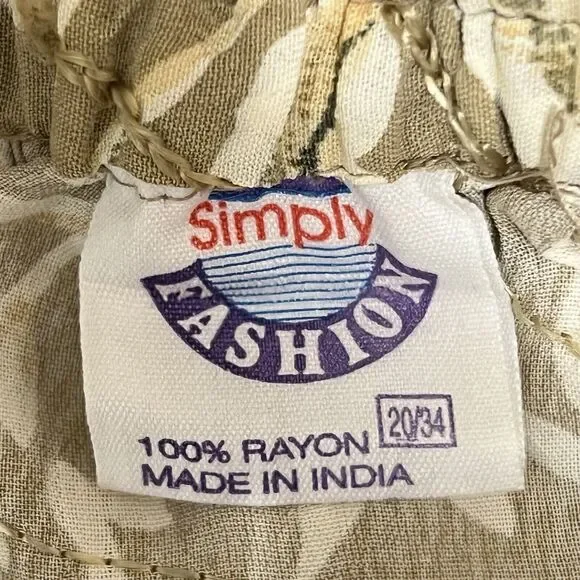 Simply
FASHION
20/34
100% RAYON
MADE IN INDIA